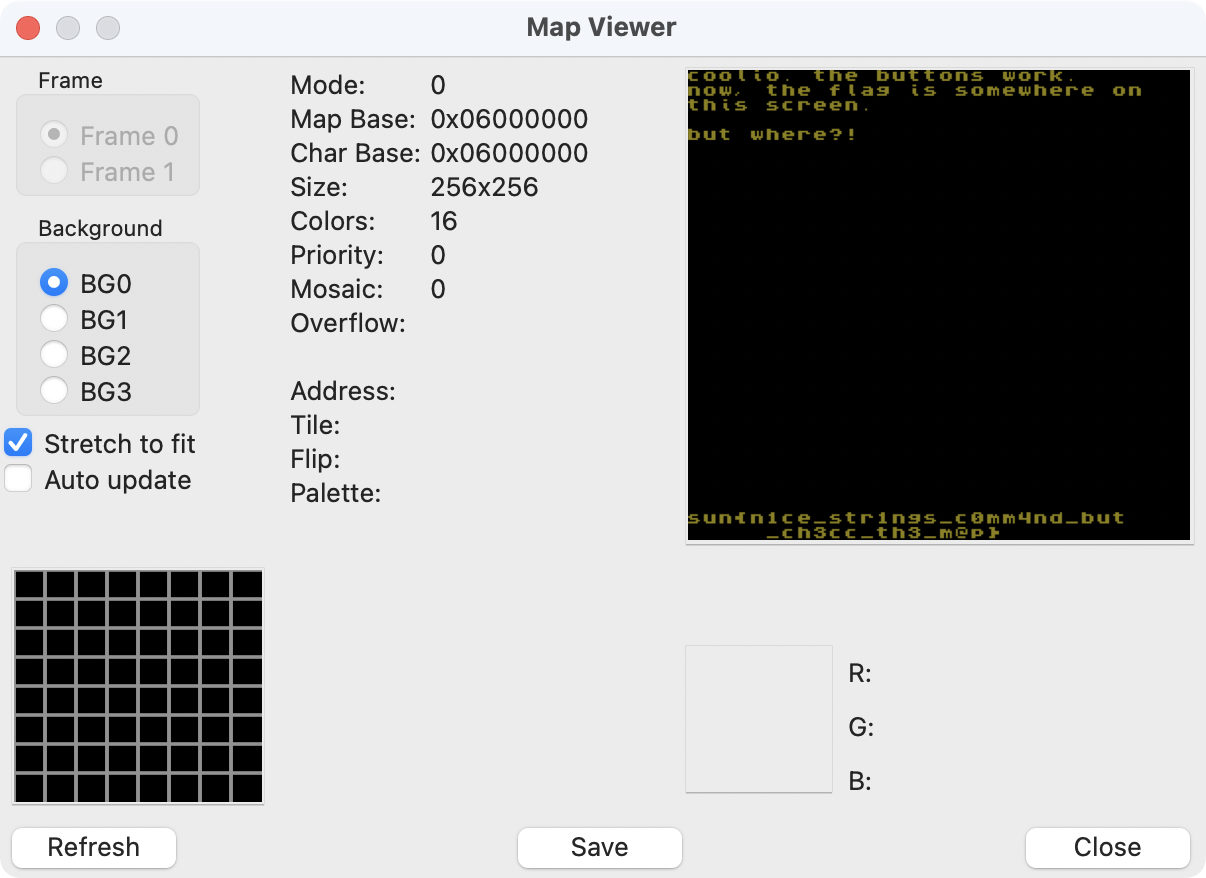 Map Viewer
Frame
Frame 0
Frame 1
Background
BG0
BG1
BG2
BG3
Stretch to fit
Auto update
Mode: 0
Map Base: 0x06000000
Char Base: 0x06000000
Size: 256x256
Colors: 16
Priority: 0
Mosaic: 0
Overflow:
Address:
Tile:
Flip:
Palette:
coolio. the buttons work.
now, the flag is somewhere on
this screen.
but where?!
sun{n1ce_str1ngs_c0mm4nd_but
_ch3cc_th3_m@p}
R:
G:
B:
Refresh
Save
Close